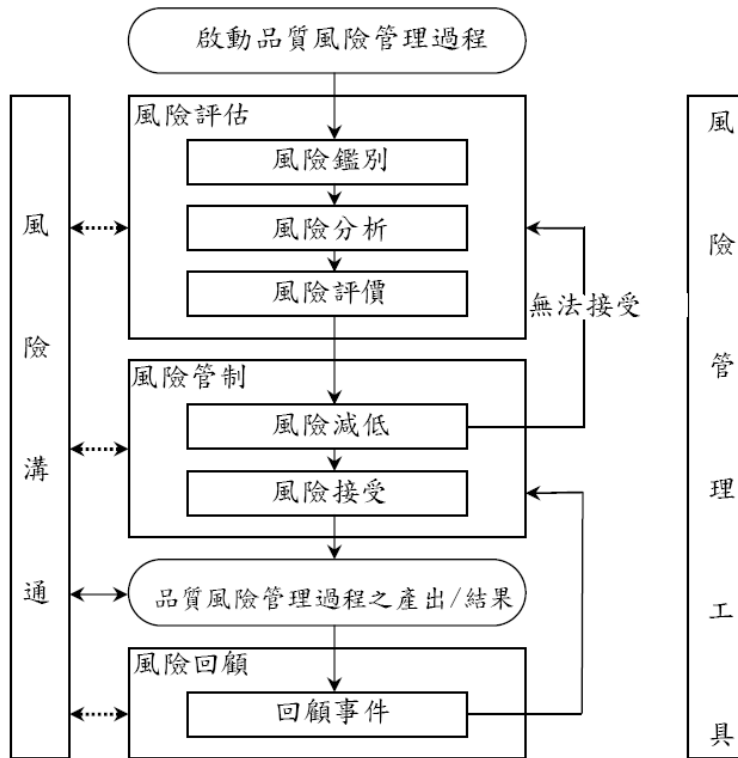 啟動品質風險管理過程
風險評估
風險鑑別
風險分析
風險評價
無法接受
風險管制
風險減低
風險接受
品質風險管理過程之產出/結果
風險回顧
回顧事件
風險溝通
風險管理工具